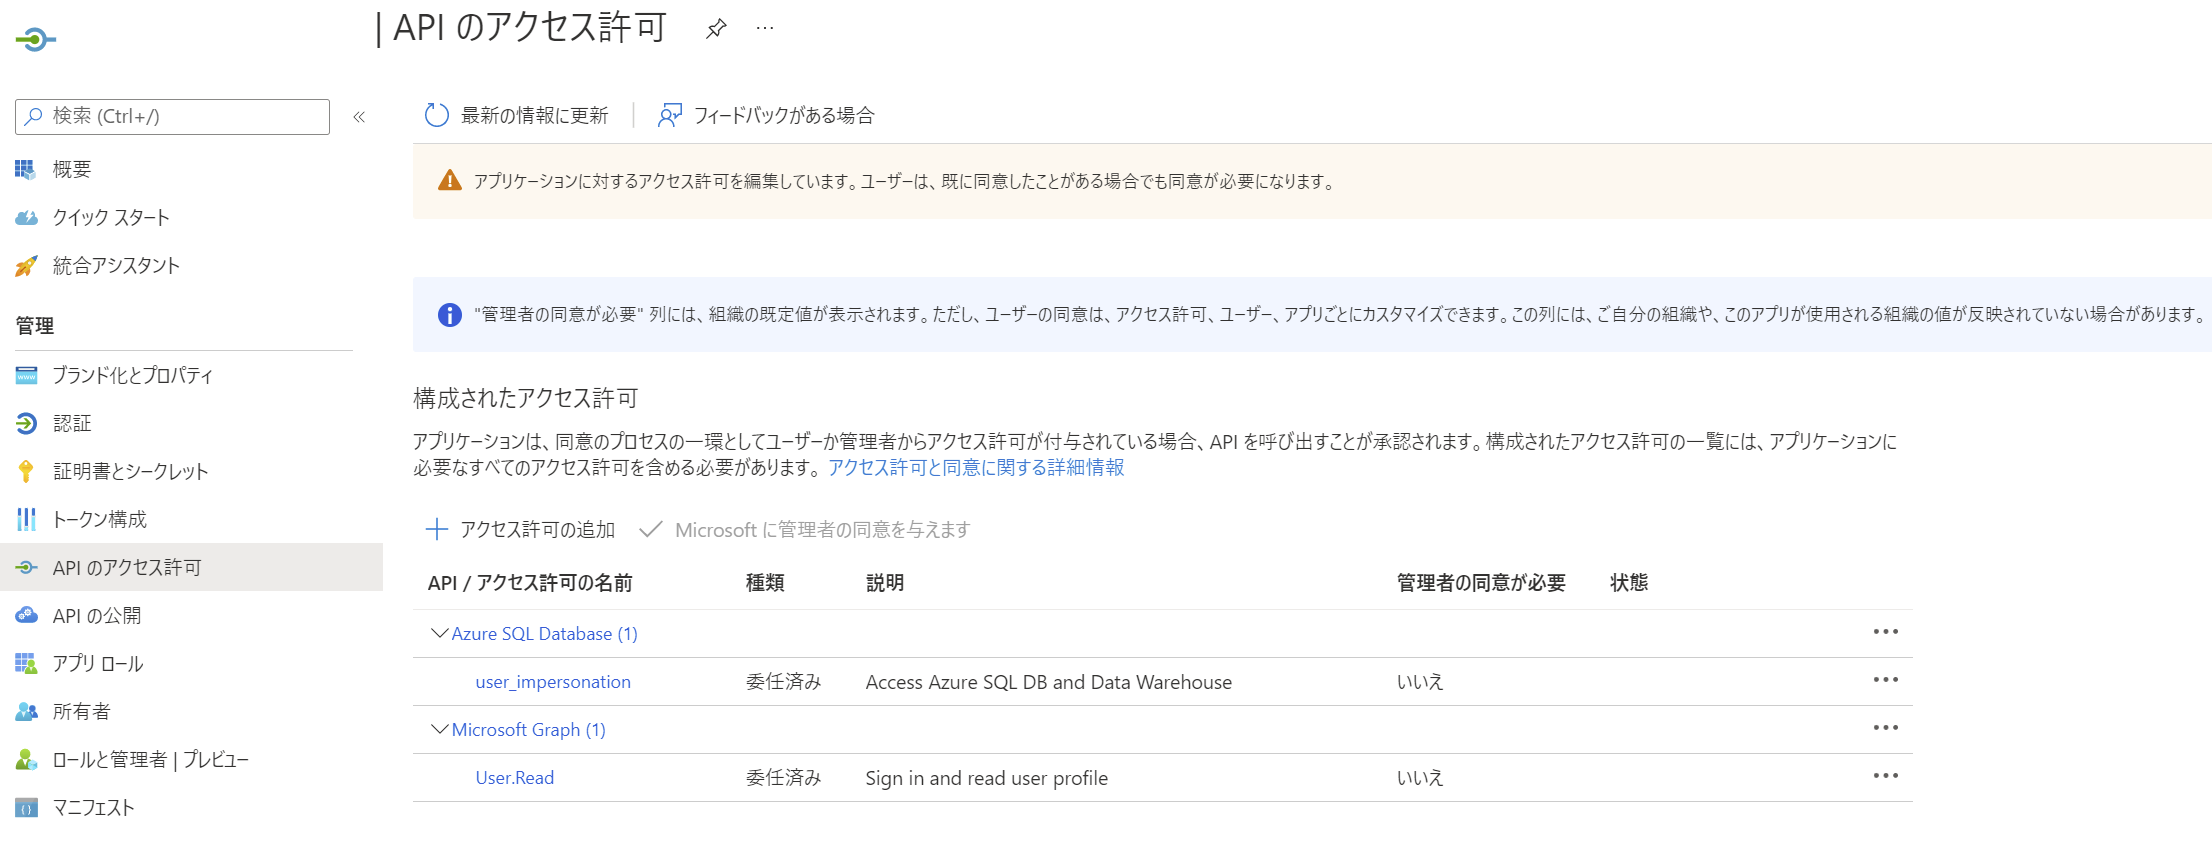 | API のアクセス許可
検索 (Ctrl+/)
概要
クイック スタート
統合アシスタント
管理
ブランド化とプロパティ
認証
証明書とシークレット
トークン構成
API のアクセス許可
API の公開
アプリ ロール
所有者
ロールと管理者 | プレビュー
マニフェスト
最新の情報に更新
フィードバックがある場合
アプリケーションに対するアクセス許可を編集しています。ユーザーは、既に同意したことがある場合でも同意が必要になります。
"管理者の同意が必要" 列には、組織の既定値が表示されます。ただし、ユーザーの同意は、アクセス許可、ユーザー、アプリごとにカスタマイズできます。この列には、ご自分の組織や、このアプリが使用される組織の値が反映されていない場合があります。
構成されたアクセス許可
アプリケーションは、同意のプロセスの一環としてユーザーか管理者からアクセス許可が付与されている場合、API を呼び出すことが承認されます。構成されたアクセス許可の一覧には、アプリケーションに
必要なすべてのアクセス許可を含める必要があります。 アクセス許可と同意に関する詳細情報
アクセス許可の追加 Microsoft に管理者の同意を与えます
API / アクセス許可の名前 種類 説明 管理者の同意が必要 状態
Azure SQL Database (1)
user_impersonation 委任済み Access Azure SQL DB and Data Warehouse いいえ
Microsoft Graph (1)
User.Read 委任済み Sign in and read user profile いいえ